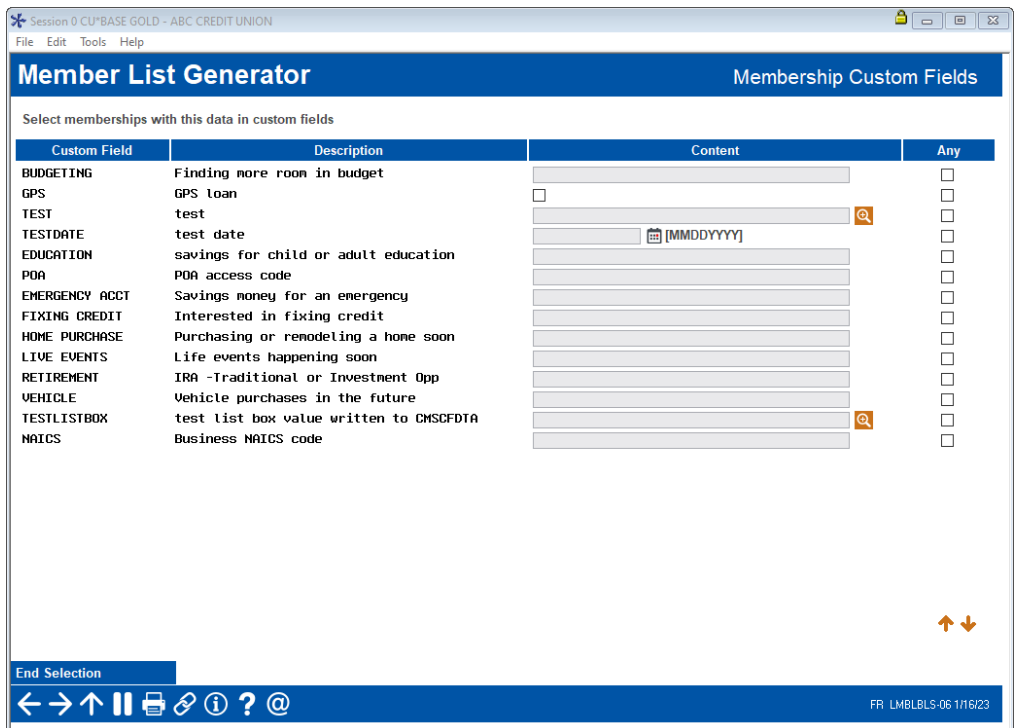 Session 0 CU*BASE GOLD - ABC CREDIT UNION
File Edit Tools Help
Member List Generator Membership Custom Fields
Select memberships with this data in custom fields
Custom Field Description Content Any
BUDGETING Finding more room in budget
GPS GPS loan
TEST test
TESTDATE test date [MMDDYYYY]
EDUCATION savings for child or adult education
POA POA access code
EMERGENCY ACCT Savings money for an emergency
FIXING CREDIT Interested in fixing credit
HOME PURCHASE Purchasing or remodeling a home soon
LIVE EVENTS Life events happening soon
RETIREMENT IRA -Traditional or Investment Opp
VEHICLE Vehicle purchases in the future
TESTLISTBOX test list box value written to CMSCFDTA
NAICS Business NAICS code
End Selection
FR LMBLBLS-06 1/16/23